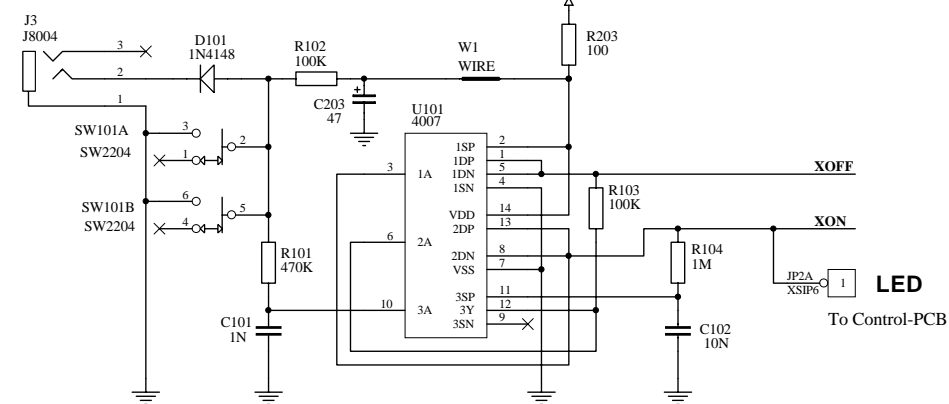 J3
J8004
3
2
1
D101
1N4148
R102
100K
W1
WIRE
R203
100
C203
47
+
U101
4007
SW101A
SW2204
3
1
2
SW101B
SW2204
6
4
5
R101
470K
C101
1N
3
1A
6
2A
10
3A
1SP
2
1DP
1
1DN
5
1SN
4
VDD
14
2DP
13
2DN
8
VSS
7
3SP
11
3Y
12
3SN
9
XOFF
R103
100K
XON
R104
1M
C102
10N
JP2A
XSIP6
1
LED
To Control-PCB